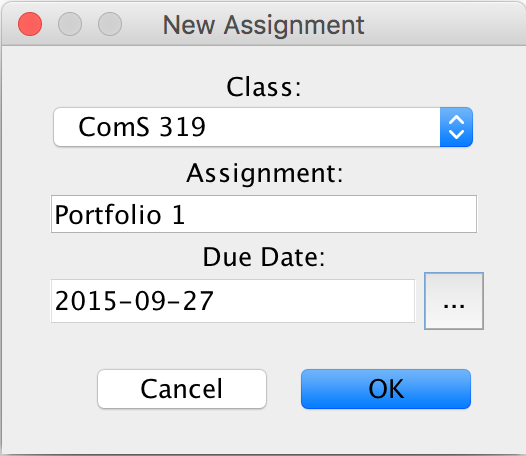 New Assignment
Class:
ComS 319
Assignment:
Portfolio 1
Due Date:
2015-09-27
...
Cancel
OK